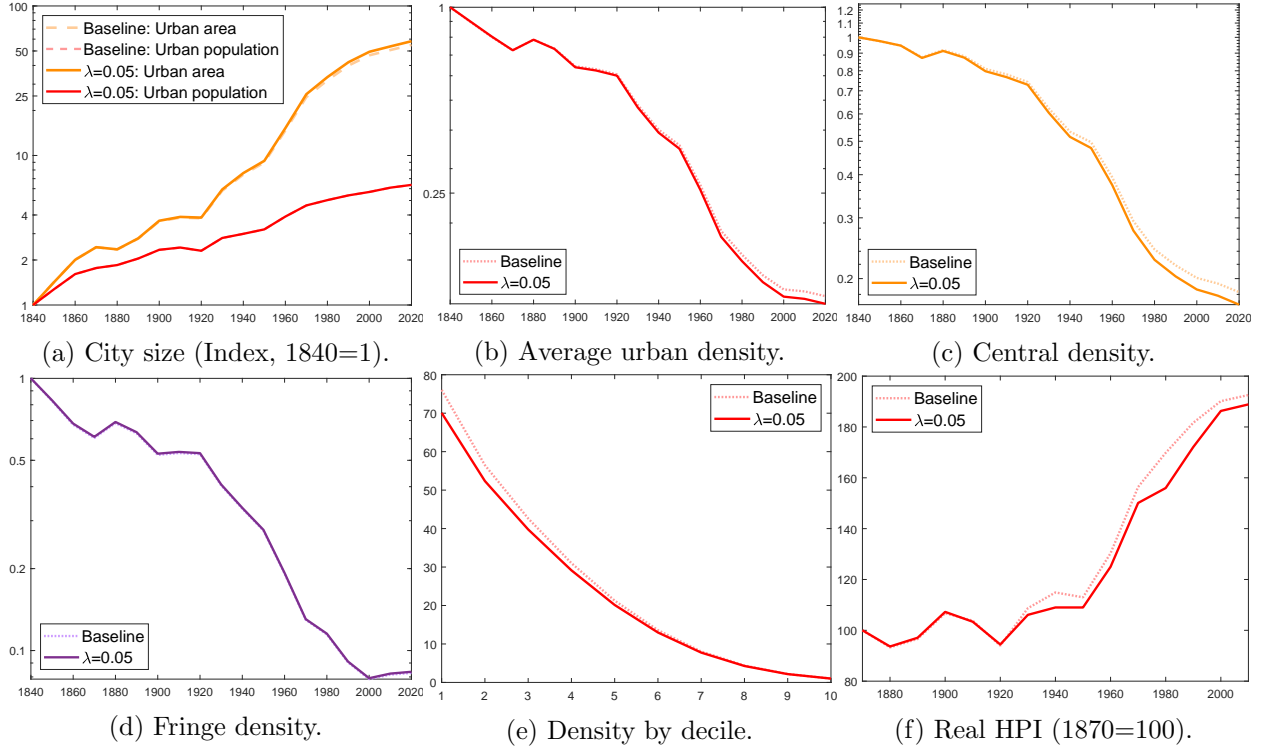 100
50
25
10
4
2
1
1840 1860 1880 1900 1920 1940 1960 1980 2000 2020
Baseline: Urban area
Baseline: Urban population
λ=0.05: Urban area
λ=0.05: Urban population
(a) City size (Index, 1840=1).
1
0.25
1840 1860 1880 1900 1920 1940 1960 1980 2000 2020
Baseline
λ=0.05
(b) Average urban density.
1.2
1.1
1
0.9
0.8
0.7
0.6
0.5
0.4
0.3
0.2
1840 1860 1880 1900 1920 1940 1960 1980 2000 2020
Baseline
λ=0.05
(c) Central density.
1
0.5
0.2
0.1
1840 1860 1880 1900 1920 1940 1960 1980 2000 2020
Baseline
λ=0.05
(d) Fringe density.
80
70
60
50
40
30
20
10
0
1 2 3 4 5 6 7 8 9 10
Baseline
λ=0.05
(e) Density by decile.
200
180
160
140
120
100
80
1880 1900 1920 1940 1960 1980 2000
Baseline
λ=0.05
(f) Real HPI (1870=100).